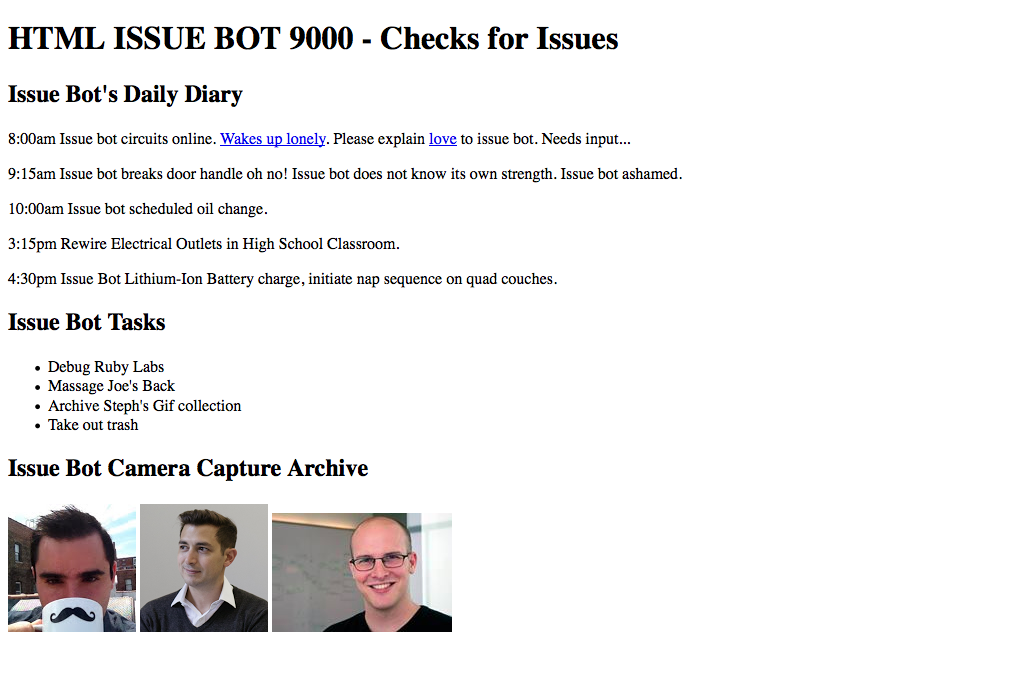 HTML ISSUE BOT 9000 - Checks for Issues
Issue Bot's Daily Diary
8:00am Issue bot circuits online. Wakes up lonely. Please explain love to issue bot. Needs input...
9:15am Issue bot breaks door handle oh no! Issue bot does not know its own strength. Issue bot ashamed.
10:00am Issue bot scheduled oil change.
3:15pm Rewire Electrical Outlets in High School Classroom.
4:30pm Issue Bot Lithium-Ion Battery charge, initiate nap sequence on quad couches.
Issue Bot Tasks
• Debug Ruby Labs
• Massage Joe's Back
• Archive Steph's Gif collection
• Take out trash
Issue Bot Camera Capture Archive